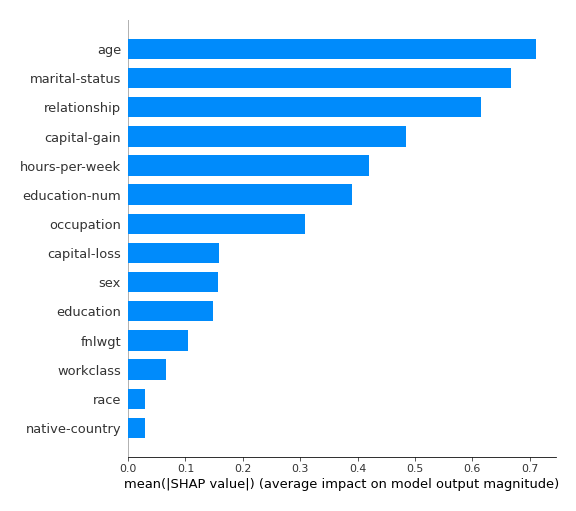 age
marital-status
relationship
capital-gain
hours-per-week
education-num
occupation
capital-loss
sex
education
fnlwgt
workclass
race
native-country
0.0 0.1 0.2 0.3 0.4 0.5 0.6 0.7
mean(|SHAP value|) (average impact on model output magnitude)